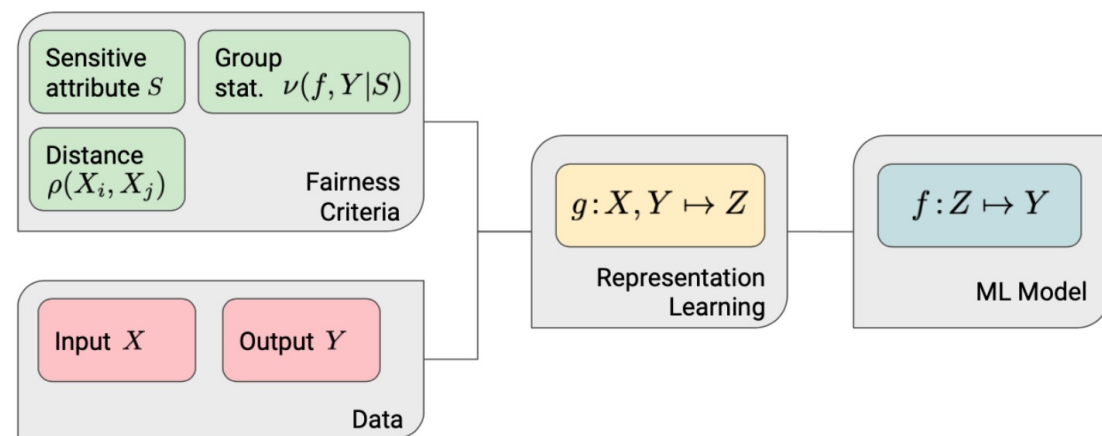 Sensitive
attribute S
Group
stat. ν(f, Y|S)
Distance
ρ(X_i, X_j)
Fairness
Criteria
g: X, Y ↦ Z
Representation
Learning
f: Z ↦ Y
ML Model
Input X
Output Y
Data